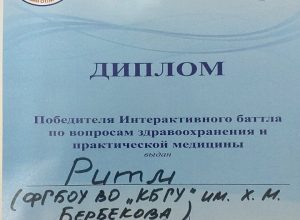 ДИПЛОМ
Победителя Интерактивного баттла
по вопросам здравоохранения и
практической медицины
выдан
Ритм
(ФГБОУ ВО „КБГУ" им. Х. М.
Бербекова)